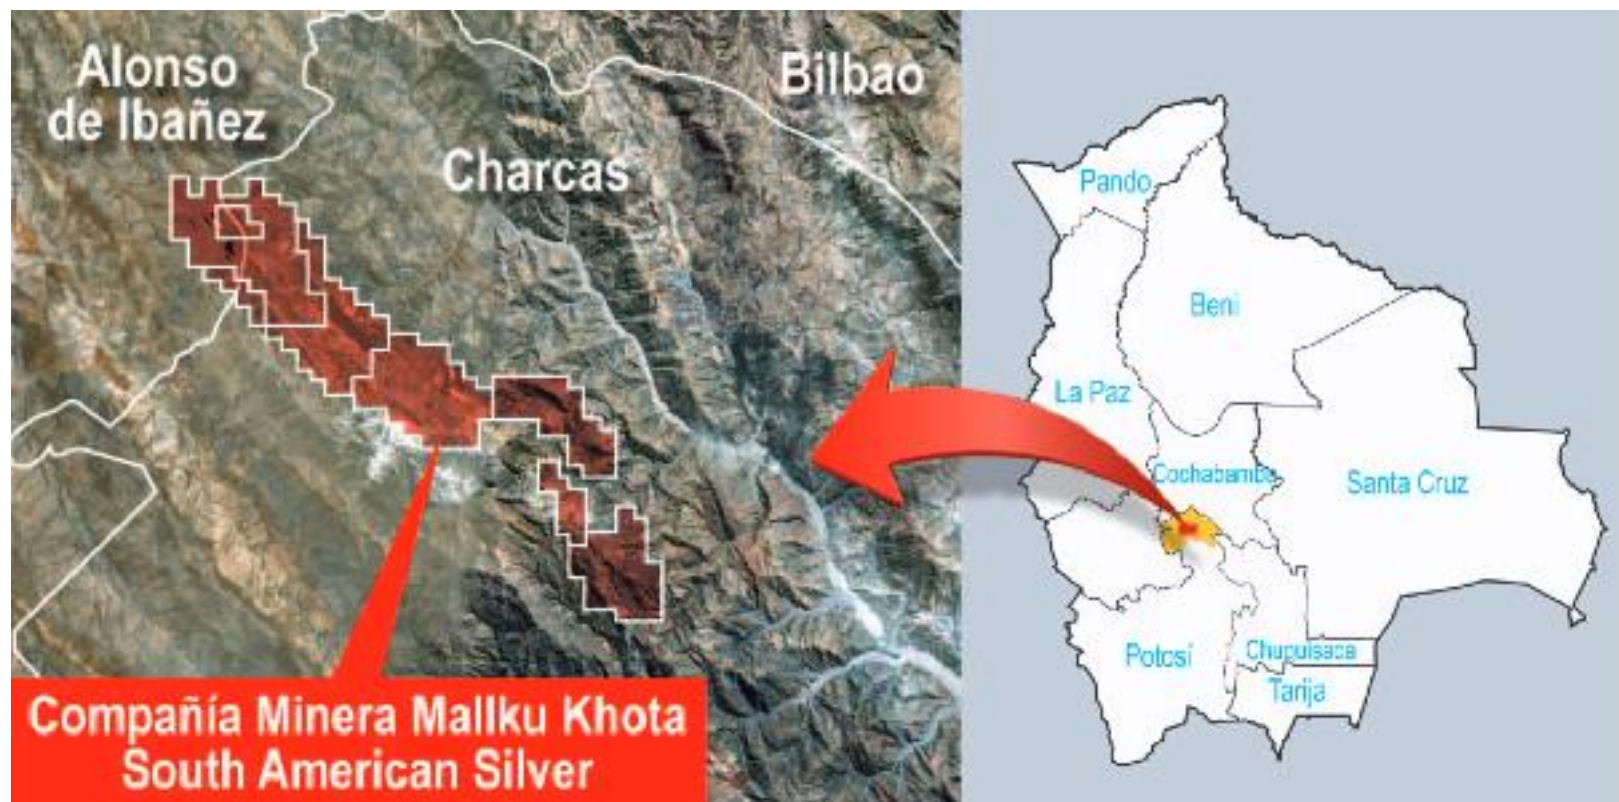 Alonso
de Ibañez
Bilbao
Charcas
Compañía Minera Mallku Khota
South American Silver
Pando
Beni
La Paz
Cochabamba
Santa Cruz
Potosí
Chuquisaca
Tarija